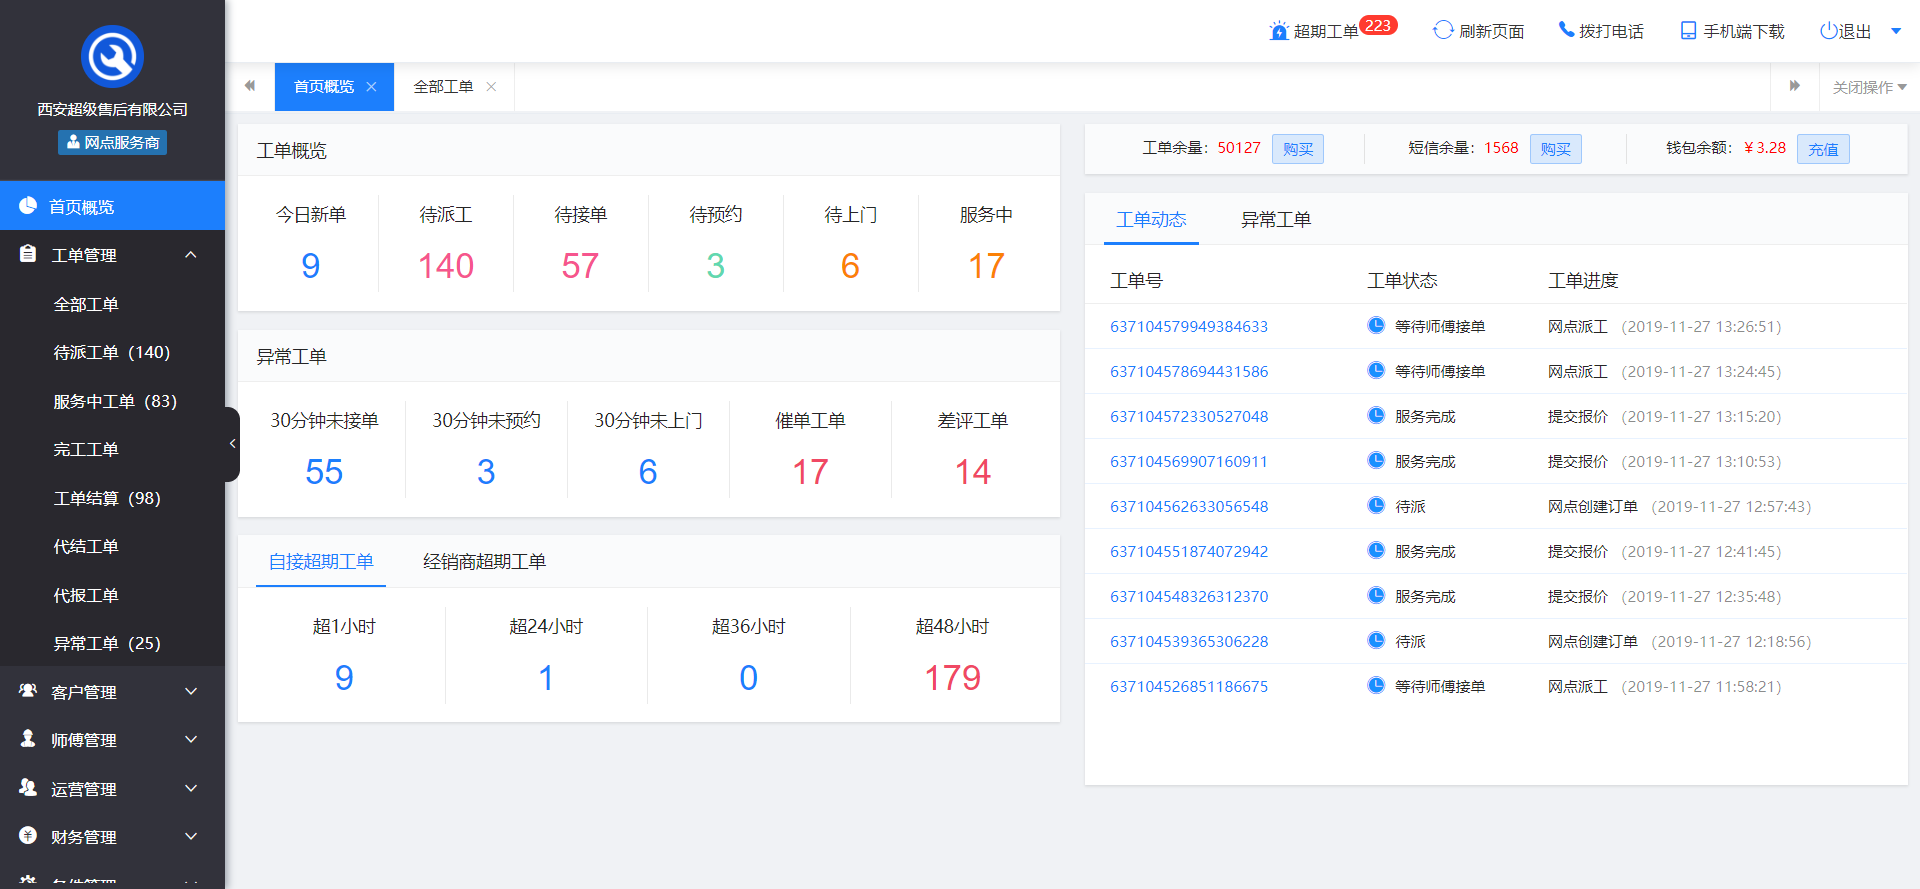 西安超级售后有限公司
网点服务商
首页概览
工单管理
全部工单
待派工单（140）
服务中工单（83）
完工工单
工单结算（98）
代结工单
代报工单
异常工单（25）
客户管理
师傅管理
运营管理
财务管理
超期工单 223 刷新页面 拨打电话 手机端下载 退出
首页概览 全部工单 关闭操作
工单概览
今日新单 待派工 待接单 待预约 待上门 服务中
9 140 57 3 6 17
异常工单
30分钟未接单 30分钟未预约 30分钟未上门 催单工单 差评工单
55 3 6 17 14
自接超期工单 经销商超期工单
超1小时 超24小时 超36小时 超48小时
9 1 0 179
工单余量：50127 购买 短信余量：1568 购买 钱包余额：￥3.28 充值
工单动态 异常工单
工单号 工单状态 工单进度
637104579949384633 等待师傅接单 网点派工 (2019-11-27 13:26:51)
637104578694431586 等待师傅接单 网点派工 (2019-11-27 13:24:45)
637104572330527048 服务完成 提交报价 (2019-11-27 13:15:20)
637104569907160911 服务完成 提交报价 (2019-11-27 13:10:53)
637104562633056548 待派 网点创建订单 (2019-11-27 12:57:43)
637104551874072942 服务完成 提交报价 (2019-11-27 12:41:45)
637104548326312370 服务完成 提交报价 (2019-11-27 12:35:48)
637104539365306228 待派 网点创建订单 (2019-11-27 12:18:56)
637104526851186675 等待师傅接单 网点派工 (2019-11-27 11:58:21)